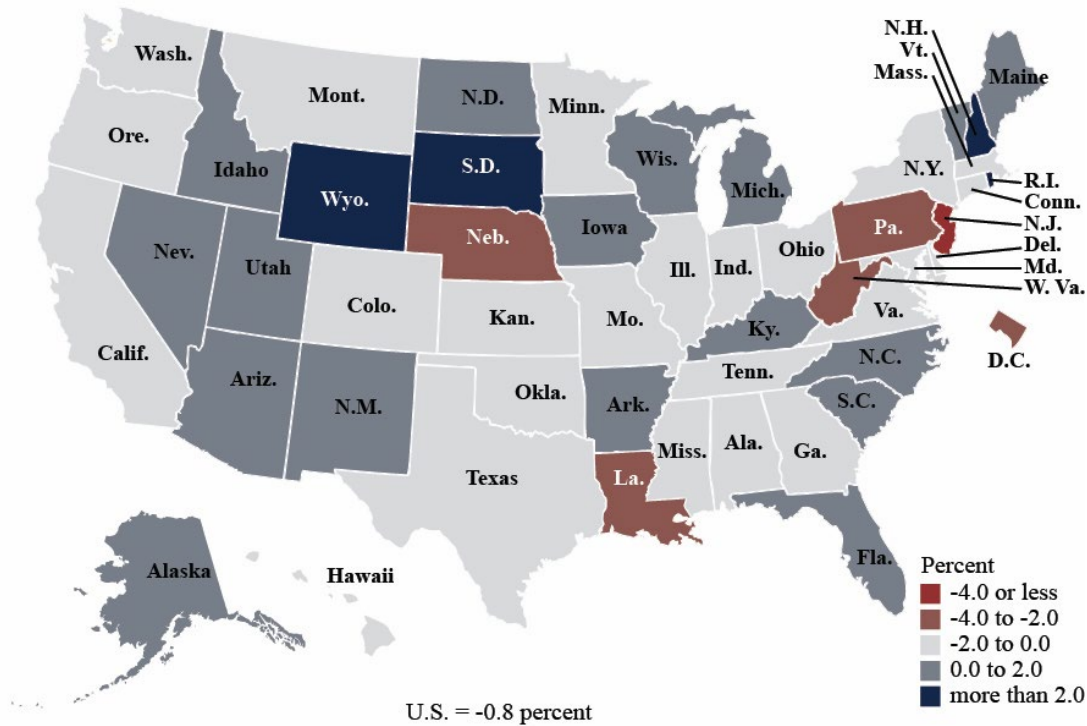 Wash.
Mont.
N.D.
Minn.
N.H.
Vt.
Mass.
Maine
Ore.
Idaho
Wyo.
S.D.
Wis.
Mich.
N.Y.
R.I.
Conn.
N.J.
Del.
Md.
W. Va.
Nev.
Utah
Colo.
Neb.
Iowa
Ill.
Ind.
Ohio
Pa.
Calif.
Kan.
Mo.
Ky.
Va.
D.C.
Ariz.
N.M.
Okla.
Ark.
Tenn.
N.C.
S.C.
Texas
La.
Miss.
Ala.
Ga.
Fla.
Alaska
Hawaii
Percent
-4.0 or less
-4.0 to -2.0
-2.0 to 0.0
0.0 to 2.0
more than 2.0
U.S. = -0.8 percent